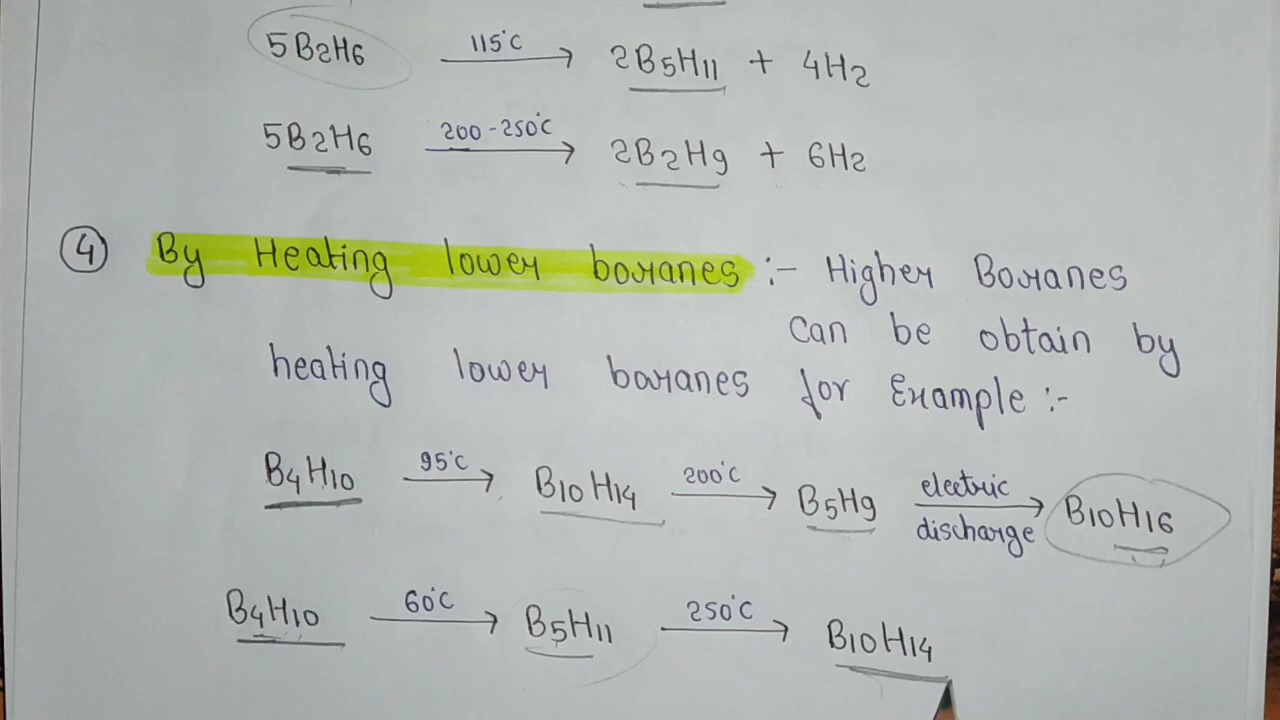 5B2H6 115°C → 2B5H11 + 4H2
5B2H6 200-250°C → 2B2H9 + 6H2
④ By Heating lower boranes :- Higher Boranes
can be obtain by
heating lower boranes for Example :-
B4H10 95°C → B10H14 200°C → B5H9 electric discharge → B10H16
B4H10 60°C → B5H11 250°C → B10H14